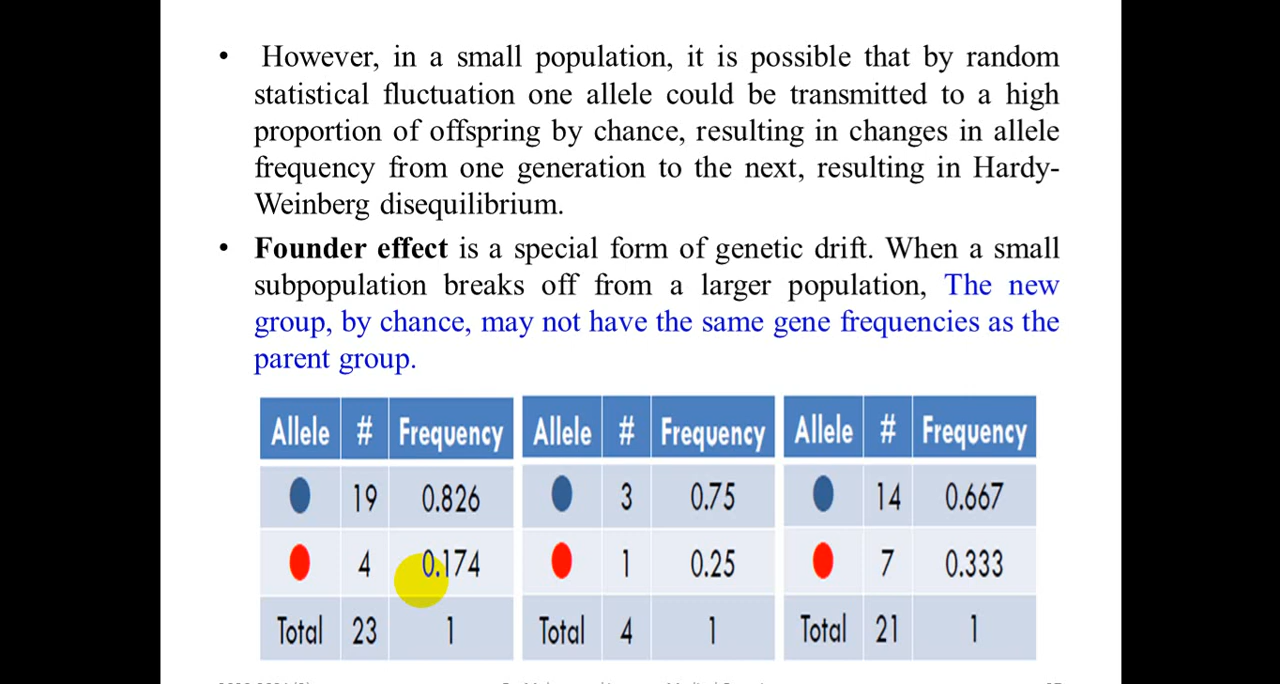 • However, in a small population, it is possible that by random
statistical fluctuation one allele could be transmitted to a high
proportion of offspring by chance, resulting in changes in allele
frequency from one generation to the next, resulting in Hardy-
Weinberg disequilibrium.
• Founder effect is a special form of genetic drift. When a small
subpopulation breaks off from a larger population, The new
group, by chance, may not have the same gene frequencies as the
parent group.
Allele # Frequency Allele # Frequency Allele # Frequency
19 0.826 3 0.75 14 0.667
4 0.174 1 0.25 7 0.333
Total 23 1 Total 4 1 Total 21 1